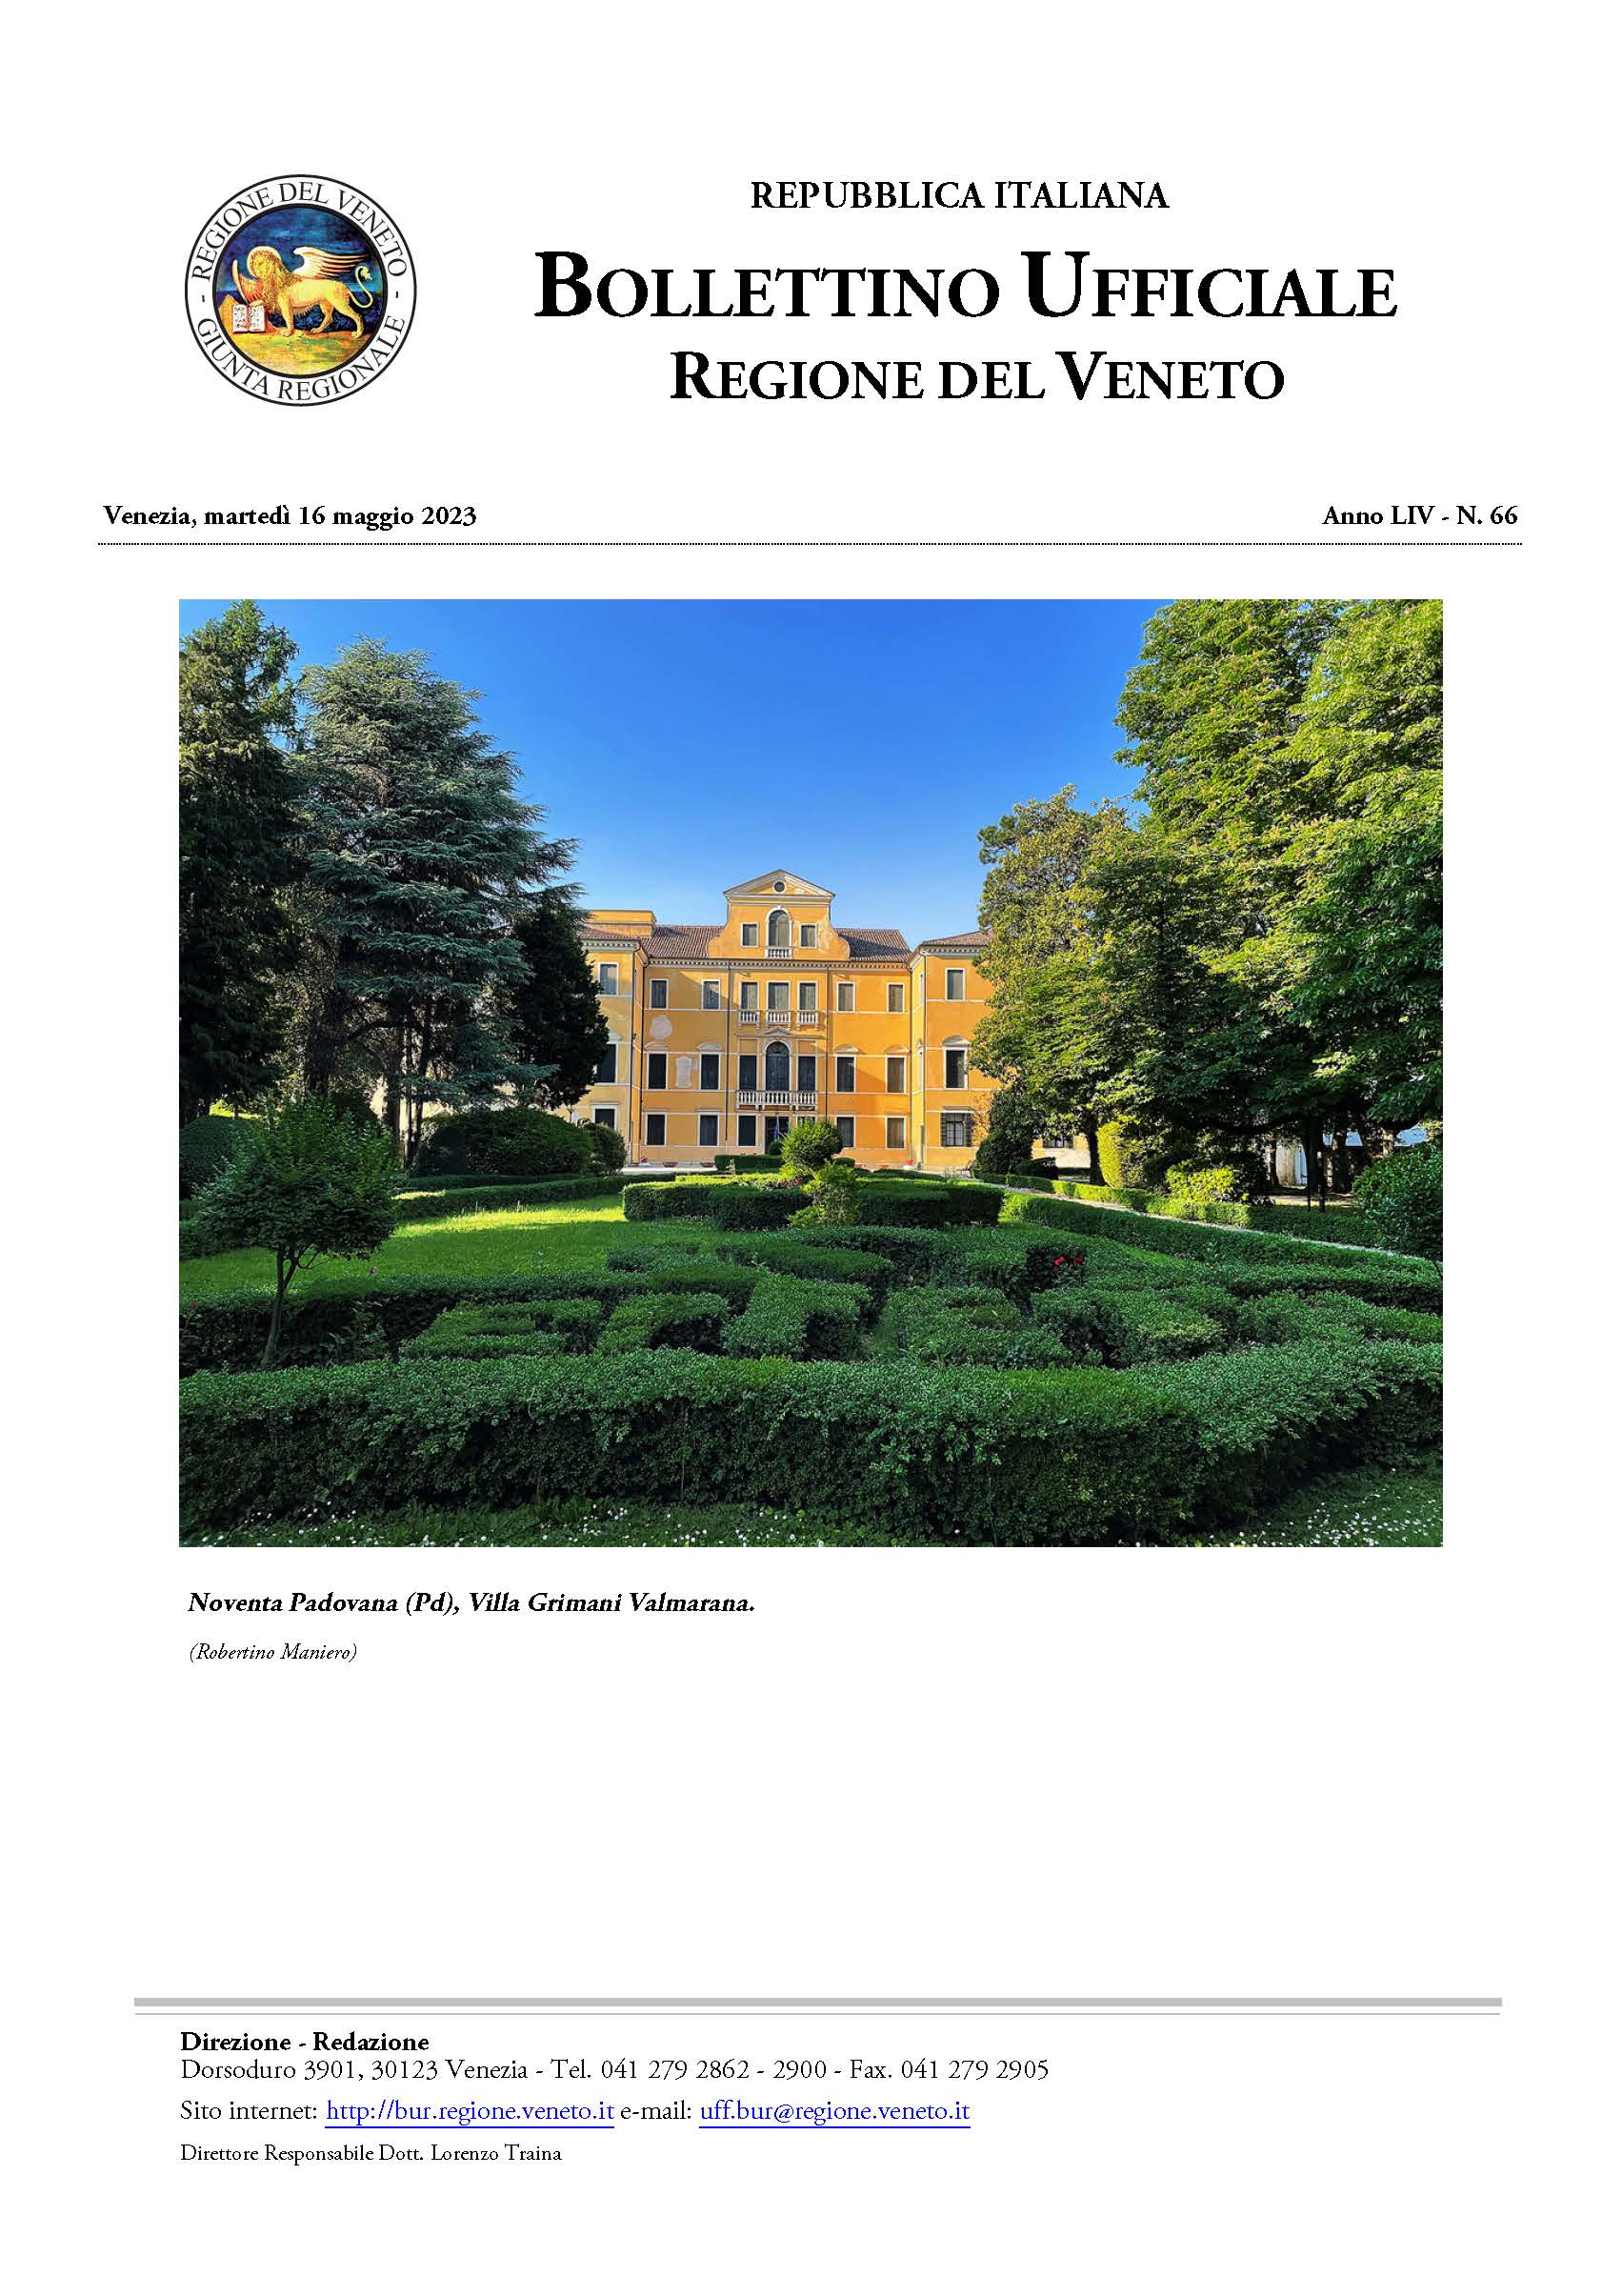 REGIONE DEL VENETO
- GIUNTA REGIONALE -
REPUBBLICA ITALIANA
BOLLETTINO UFFICIALE
REGIONE DEL VENETO
Venezia, martedì 16 maggio 2023
Anno LIV - N. 66
Noventa Padovana (Pd), Villa Grimani Valmarana.
(Robertino Maniero)
Direzione - Redazione
Dorsoduro 3901, 30123 Venezia - Tel. 041 279 2862 - 2900 - Fax. 041 279 2905
Sito internet: http://bur.regione.veneto.it e-mail: uff.bur@regione.veneto.it
Direttore Responsabile Dott. Lorenzo Traina